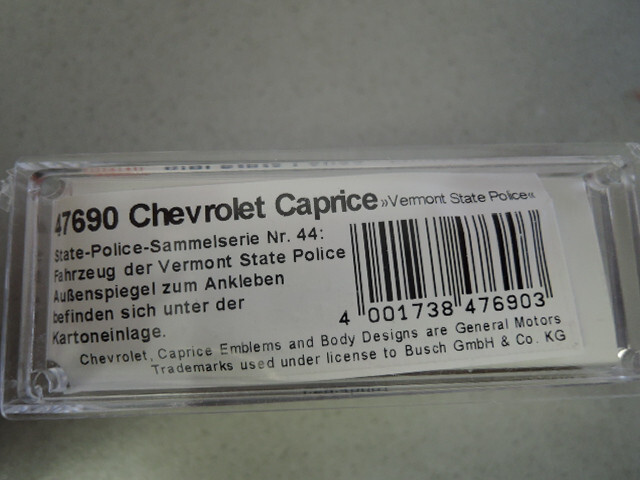 47690 Chevrolet Caprice »Vermont State Police«
State-Police-Sammelserie Nr. 44:
Fahrzeug der Vermont State Police
Außenspiegel zum Ankleben
befinden sich unter der
Kartoneinlage.
4 001738 476903
Chevrolet, Caprice Emblems and Body Designs are General Motors
Trademarks used under license to Busch GmbH & Co. KG